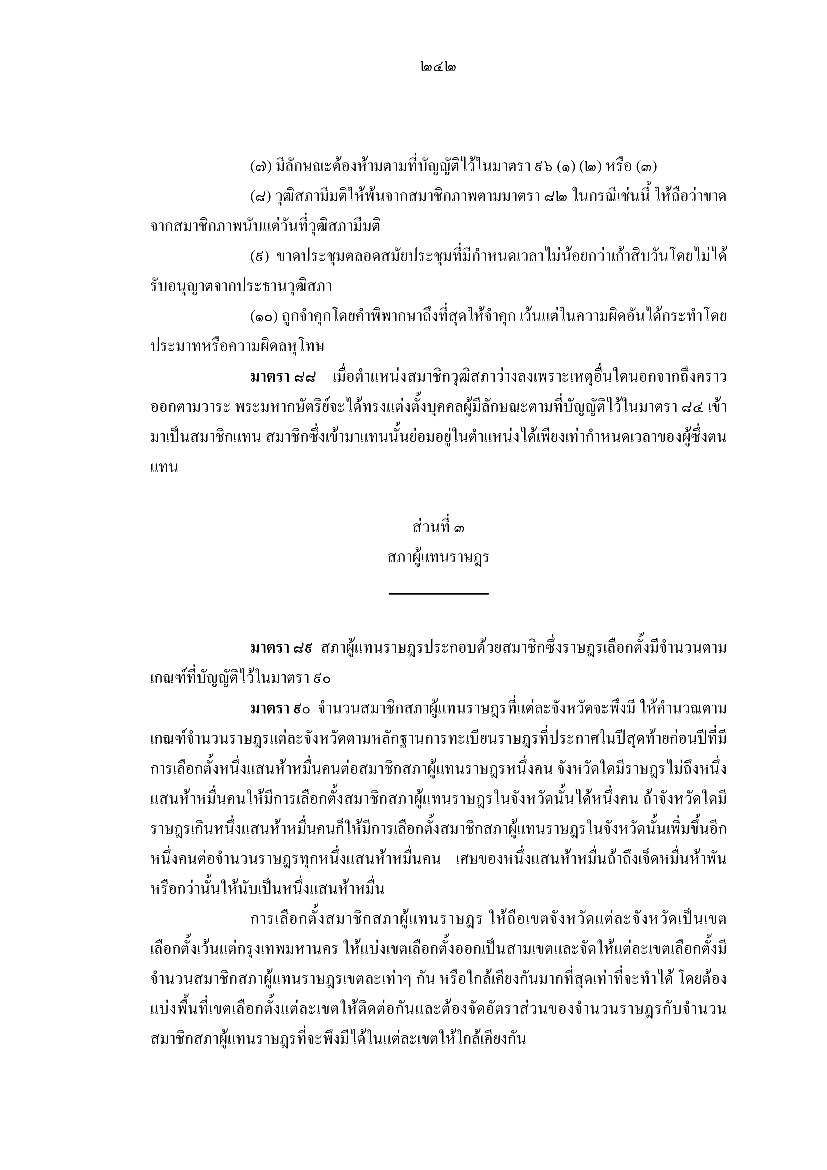 ๒๔๒
(๗) มีลักษณะต้องห้ามตามที่บัญญัติไว้ในมาตรา ๙๖ (๑) (๒) หรือ (๓)
(๘) วุฒิสภามีมติให้พ้นจากสมาชิกภาพตามมาตรา ๘๒ ในกรณีเช่นนี้ ให้ถือว่าขาด
จากสมาชิกภาพนับแต่วันที่วุฒิสภามีมติ
(๙) ขาดประชุมตลอดสมัยประชุมที่มีกำหนดเวลาไม่น้อยกว่าเก้าสิบวันโดยไม่ได้
รับอนุญาตจากประธานวุฒิสภา
(๑๐) ถูกจำคุกโดยคำพิพากษาถึงที่สุดให้จำคุก เว้นแต่ในความผิดอันได้กระทำโดย
ประมาทหรือความผิดลหุโทษ
มาตรา ๘๘ เมื่อตำแหน่งสมาชิกวุฒิสภาว่างลงเพราะเหตุอื่นใดนอกจากถึงคราว
ออกตามวาระ พระมหากษัตริย์จะได้ทรงแต่งตั้งบุคคลผู้มีลักษณะตามที่บัญญัติไว้ในมาตรา ๘๔ เข้า
มาเป็นสมาชิกแทน สมาชิกซึ่งเข้ามาแทนนั้นย่อมอยู่ในตำแหน่งได้เพียงเท่ากำหนดเวลาของผู้ซึ่งตน
แทน
ส่วนที่ ๓
สภาผู้แทนราษฎร
มาตรา ๘๙ สภาผู้แทนราษฎรประกอบด้วยสมาชิกซึ่งราษฎรเลือกตั้งมีจำนวนตาม
เกณฑ์ที่บัญญัติไว้ในมาตรา ๙๐
มาตรา ๙๐ จำนวนสมาชิกสภาผู้แทนราษฎรที่แต่ละจังหวัดจะพึงมี ให้คำนวณตาม
เกณฑ์จำนวนราษฎรแต่ละจังหวัดตามหลักฐานการทะเบียนราษฎรที่ประกาศในปีสุดท้ายก่อนปีที่มี
การเลือกตั้งหนึ่งแสนห้าหมื่นคนต่อสมาชิกสภาผู้แทนราษฎรหนึ่งคน จังหวัดใดมีราษฎรไม่ถึงหนึ่ง
แสนห้าหมื่นคนให้มีการเลือกตั้งสมาชิกสภาผู้แทนราษฎรในจังหวัดนั้นได้หนึ่งคน ถ้าจังหวัดใดมี
ราษฎรเกินหนึ่งแสนห้าหมื่นคนก็ให้มีการเลือกตั้งสมาชิกสภาผู้แทนราษฎรในจังหวัดนั้นเพิ่มขึ้นอีก
หนึ่งคนต่อจำนวนราษฎรทุกหนึ่งแสนห้าหมื่นคน เศษของหนึ่งแสนห้าหมื่นถ้าถึงเจ็ดหมื่นห้าพัน
หรือกว่านั้นให้นับเป็นหนึ่งแสนห้าหมื่น
การเลือกตั้งสมาชิกสภาผู้แทนราษฎร ให้ถือเขตจังหวัดแต่ละจังหวัดเป็นเขต
เลือกตั้งเว้นแต่กรุงเทพมหานคร ให้แบ่งเขตเลือกตั้งออกเป็นสามเขตและจัดให้แต่ละเขตเลือกตั้งมี
จำนวนสมาชิกสภาผู้แทนราษฎรเขตละเท่าๆ กัน หรือใกล้เคียงกันมากที่สุดเท่าที่จะทำได้ โดยต้อง
แบ่งพื้นที่เขตเลือกตั้งแต่ละเขตให้ติดต่อกันและต้องจัดอัตราส่วนของจำนวนราษฎรกับจำนวน
สมาชิกสภาผู้แทนราษฎรที่จะพึงมีได้ในแต่ละเขตให้ใกล้เคียงกัน